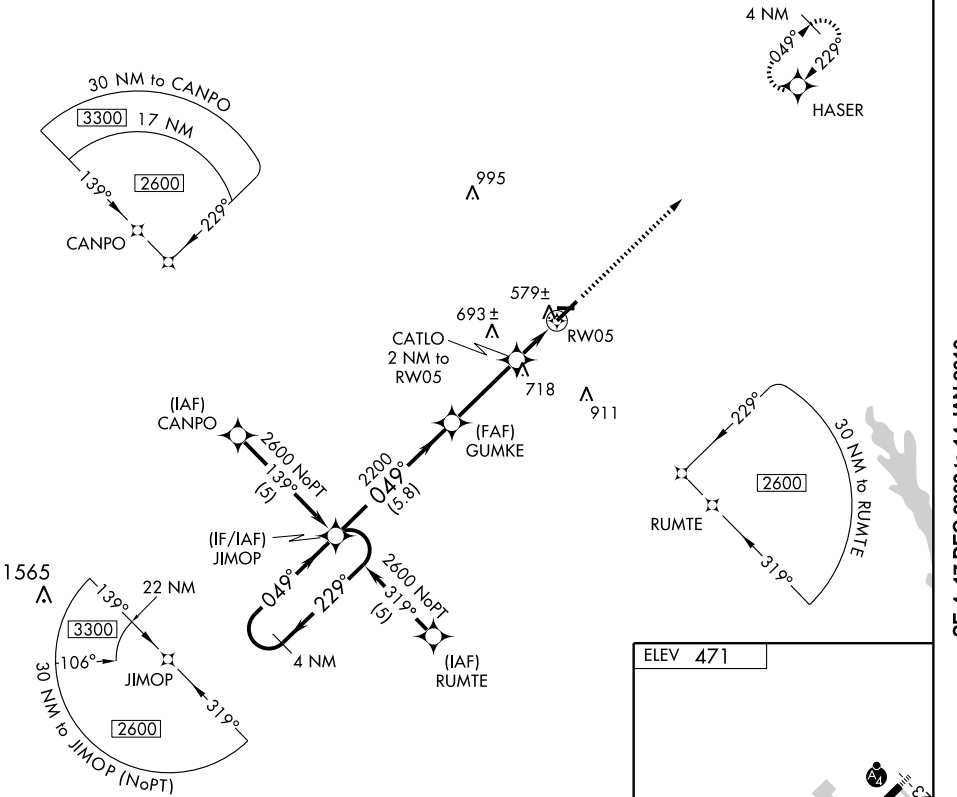 4 NM
049°
229°
HASER
30 NM to CANPO
3300
17 NM
2600
139°
229°
CANPO
995
579±
693±
RW05
CATLO
2 NM to
RW05
718
911
(IAF)
CANPO
2600 NoPT
139°
(5)
(FAF)
GUMKE
2200
049°
(5.8)
(IF/IAF)
JIMOP
049°
229°
4 NM
2600 NoPT
319°
(5)
(IAF)
RUMTE
229°
30 NM to RUMTE
2600
RUMTE
319°
1565
139°
22 NM
3300
106°
JIMOP
319°
2600
30 NM to JIMOP (NoPT)
ELEV 471
A4